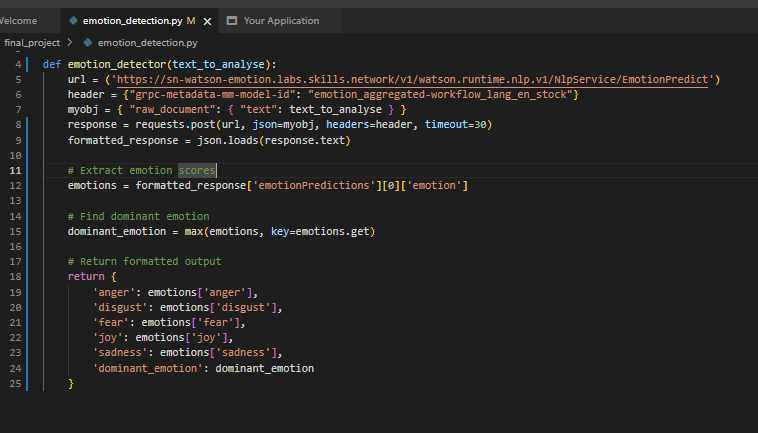 Welcome
emotion_detection.py M ×
Your Application
final_project > emotion_detection.py
4 def emotion_detector(text_to_analyse):
5     url = ('https://sn-watson-emotion.labs.skills.network/v1/watson.runtime.nlp.v1/NlpService/EmotionPredict')
6     header = {"grpc-metadata-mm-model-id": "emotion_aggregated-workflow_lang_en_stock"}
7     myobj = { "raw_document": { "text": text_to_analyse } }
8     response = requests.post(url, json=myobj, headers=header, timeout=30)
9     formatted_response = json.loads(response.text)
10
11     # Extract emotion scores
12     emotions = formatted_response['emotionPredictions'][0]['emotion']
13
14     # Find dominant emotion
15     dominant_emotion = max(emotions, key=emotions.get)
16
17     # Return formatted output
18     return {
19         'anger': emotions['anger'],
20         'disgust': emotions['disgust'],
21         'fear': emotions['fear'],
22         'joy': emotions['joy'],
23         'sadness': emotions['sadness'],
24         'dominant_emotion': dominant_emotion
25     }